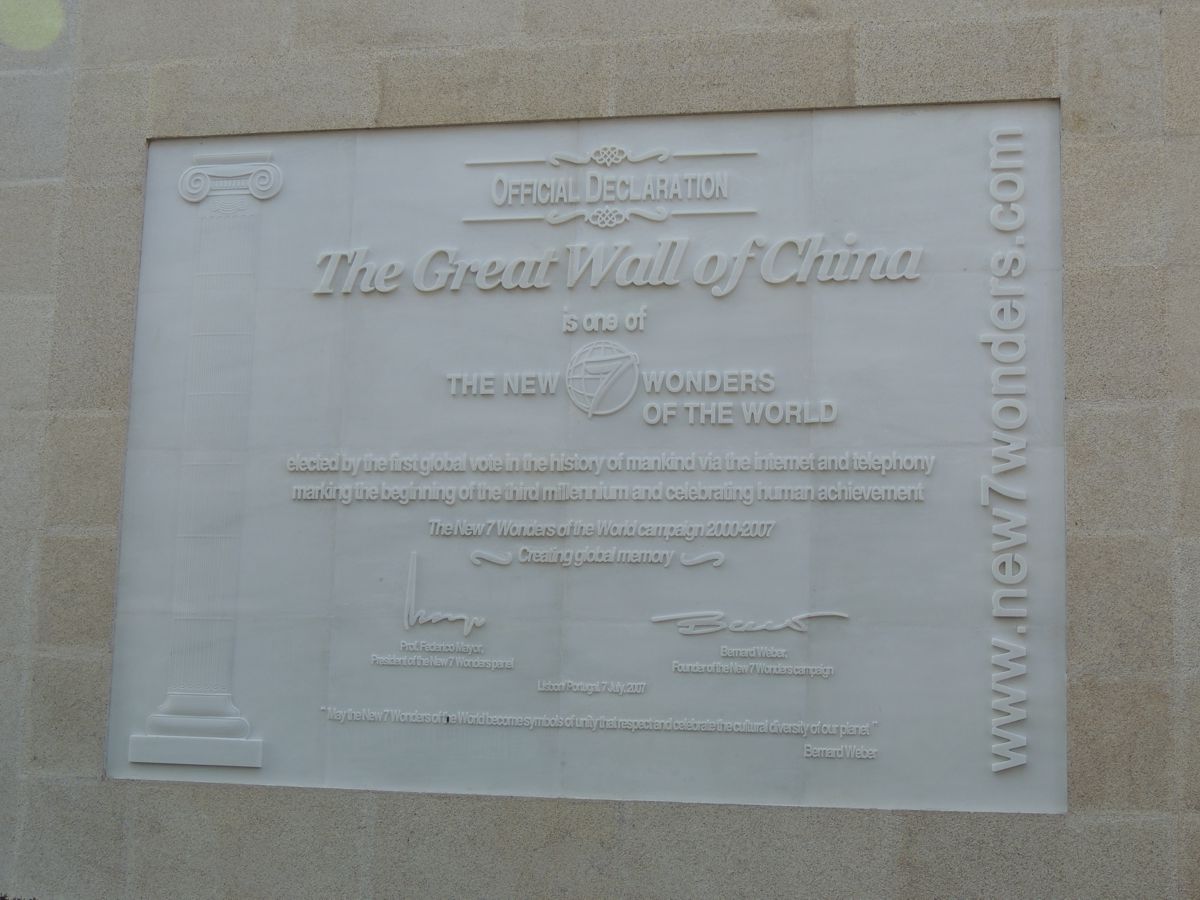 OFFICIAL DECLARATION
The Great Wall of China
is one of
THE NEW 7 WONDERS
OF THE WORLD
elected by the first global vote in the history of mankind via the internet and telephony
marking the beginning of the third millennium and celebrating human achievement
The New 7 Wonders of the World campaign 2000-2007
Creating global memory
Prof. Federico Mayor,
President of the New 7 Wonders panel
Bernard Weber,
Founder of the New 7 Wonders campaign
Lisbon/ Portugal, 7 July, 2007
"May the New 7 Wonders of the World become symbols of unity that respect and celebrate the cultural diversity of our planet"
Bernard Weber
www.new7wonders.com